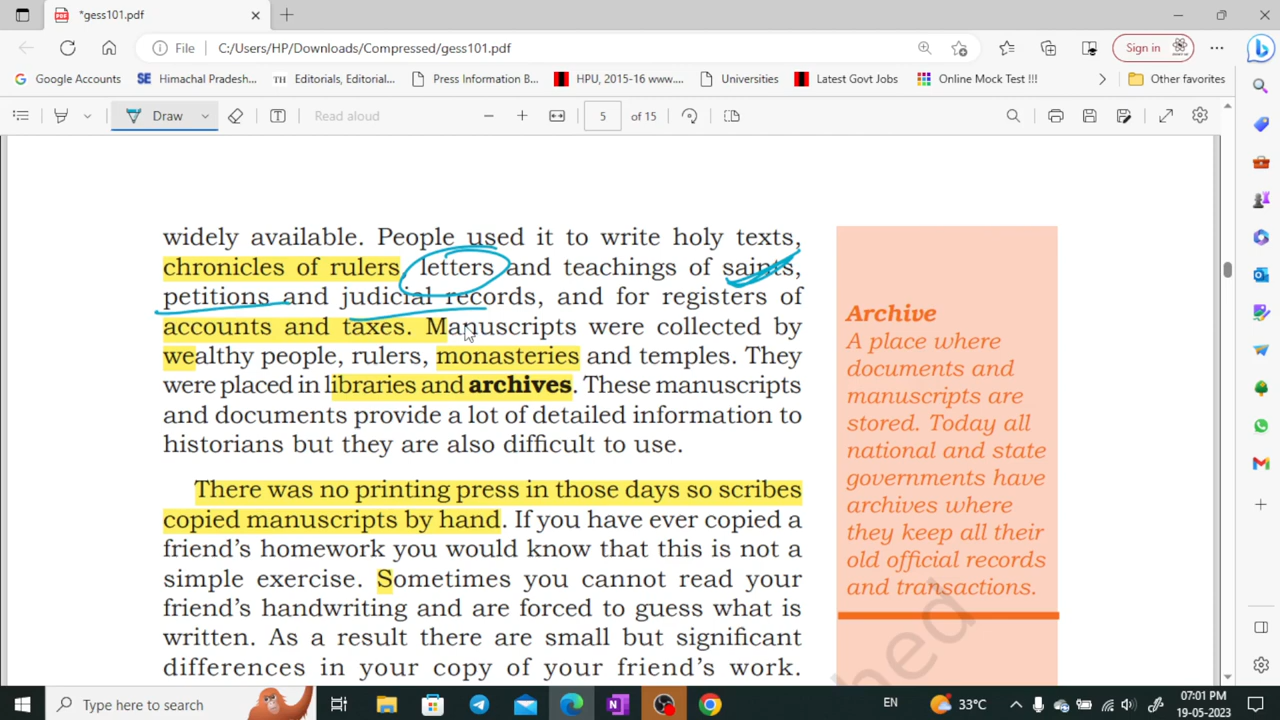 *gess101.pdf
File C:/Users/HP/Downloads/Compressed/gess101.pdf
Sign in
Google Accounts SE Himachal Pradesh... TH Editorials, Editorial... Press Information B... HPU, 2015-16 www.... Universities Latest Govt Jobs Online Mock Test !!! Other favorites
Draw Read aloud 5 of 15
widely available. People used it to write holy texts,
chronicles of rulers, letters and teachings of saints,
petitions and judicial records, and for registers of
accounts and taxes. Manuscripts were collected by
wealthy people, rulers, monasteries and temples. They
were placed in libraries and archives. These manuscripts
and documents provide a lot of detailed information to
historians but they are also difficult to use.
There was no printing press in those days so scribes
copied manuscripts by hand. If you have ever copied a
friend's homework you would know that this is not a
simple exercise. Sometimes you cannot read your
friend's handwriting and are forced to guess what is
written. As a result there are small but significant
differences in your copy of your friend's work.
Archive
A place where
documents and
manuscripts are
stored. Today all
national and state
governments have
archives where
they keep all their
old official records
and transactions.
Type here to search
EN 33°C 07:01 PM
19-05-2023